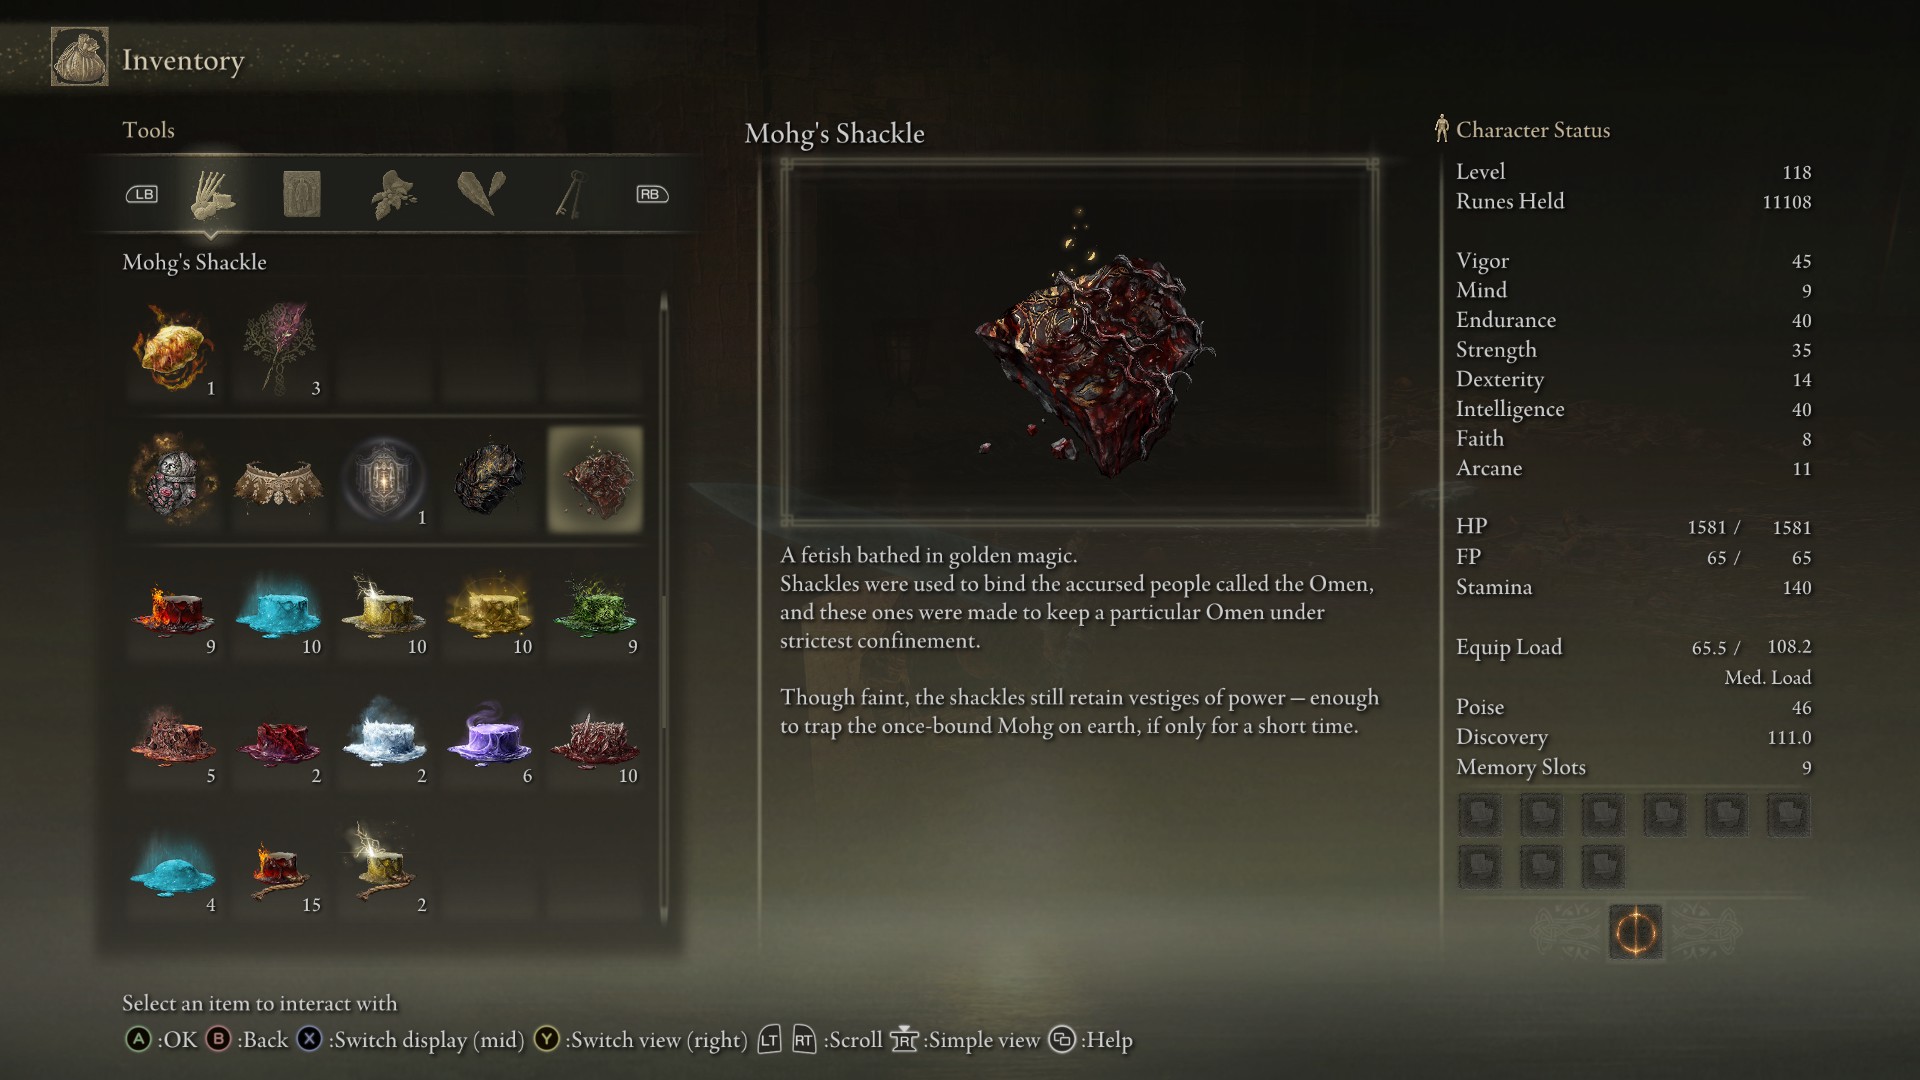 Inventory
Tools
LB
RB
Mohg's Shackle
1
3
1
9
10
10
10
9
5
2
2
6
10
4
15
2
Mohg's Shackle
A fetish bathed in golden magic.
Shackles were used to bind the accursed people called the Omen,
and these ones were made to keep a particular Omen under
strictest confinement.
Though faint, the shackles still retain vestiges of power — enough
to trap the once-bound Mohg on earth, if only for a short time.
Character Status
Level 118
Runes Held 11108
Vigor 45
Mind 9
Endurance 40
Strength 35
Dexterity 14
Intelligence 40
Faith 8
Arcane 11
HP 1581 / 1581
FP 65 / 65
Stamina 140
Equip Load 65.5 / 108.2
Med. Load
Poise 46
Discovery 111.0
Memory Slots 9
Select an item to interact with
A :OK B :Back X :Switch display (mid) Y :Switch view (right) LT RT :Scroll R :Simple view :Help